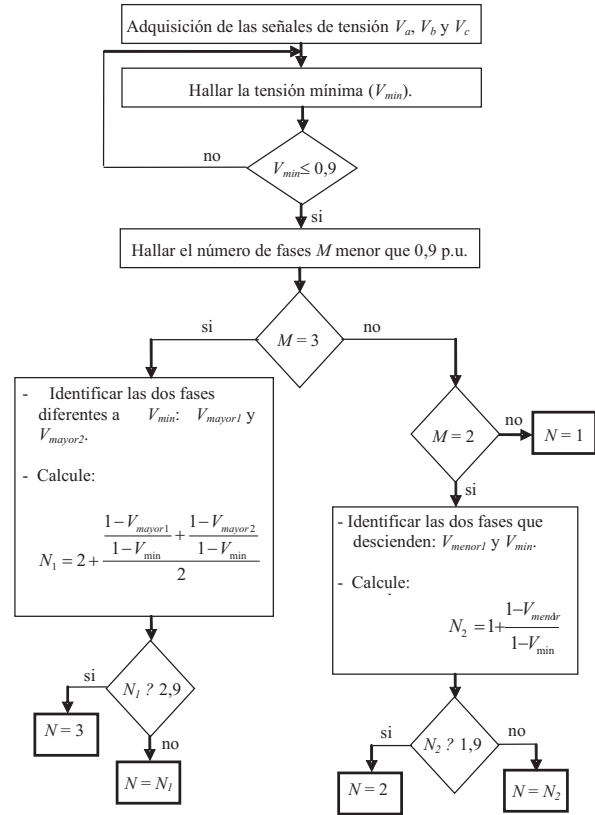 Adquisición de las señales de tensión Va, Vb y Vc
Hallar la tensión mínima (Vmin).
no
Vmin≤ 0,9
si
Hallar el número de fases M menor que 0,9 p.u.
si
M = 3
no
- Identificar las dos fases
diferentes a Vmin: Vmayor1 y
Vmayor2.
- Calcule:
N1 = 2 + ((1−Vmayor1)/(1−Vmin) + (1−Vmayor2)/(1−Vmin))/2
M = 2
no
N = 1
si
- Identificar las dos fases que
descienden: Vmenor1 y Vmin.
- Calcule:
N2 = 1+ (1−Vmenor)/(1−Vmin)
si
N1 ? 2,9
N = 3
no
N = N1
si
N2 ? 1,9
no
N = 2
N = N2